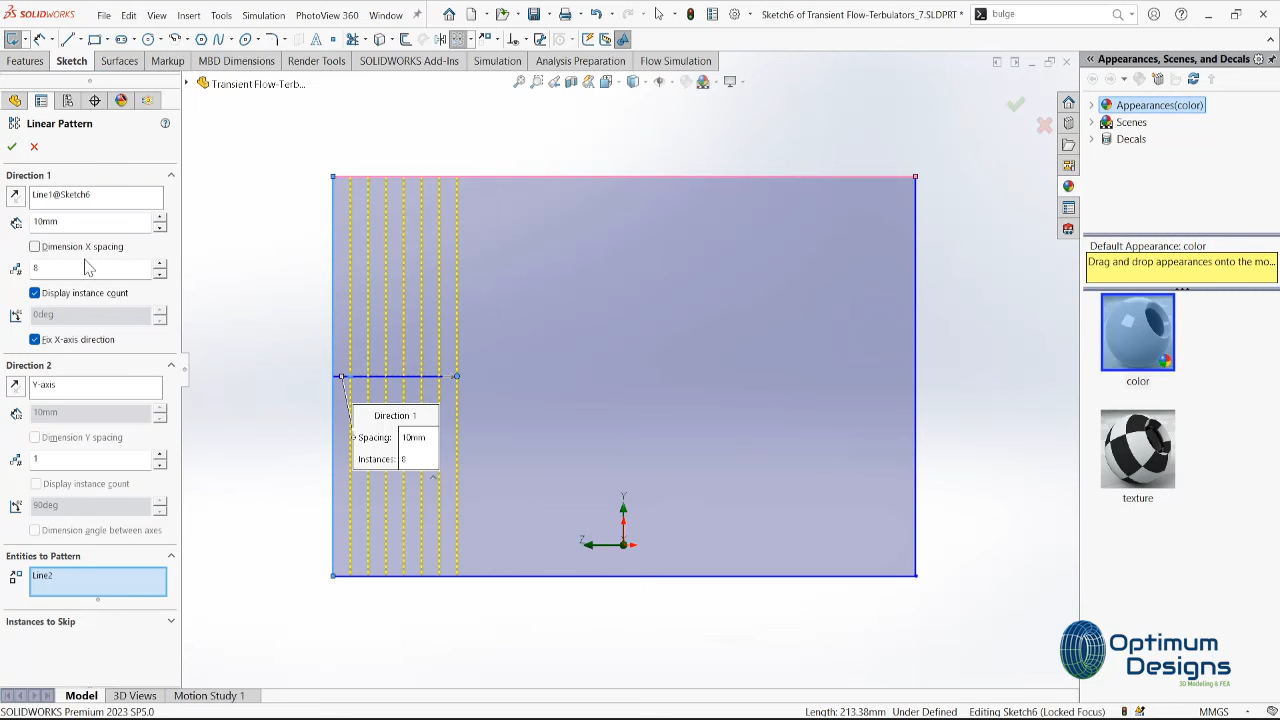 SOLIDWORKS
File
Edit
View
Insert
Tools
Simulation
PhotoView 360
Window
Sketch6 of Transient Flow-Terbulators_7.SLDPRT *
bulge
Features
Sketch
Surfaces
Markup
MBD Dimensions
Render Tools
SOLIDWORKS Add-Ins
Simulation
Analysis Preparation
Flow Simulation
Transient Flow-Terb...
Linear Pattern
Direction 1
Line1@Sketch6
10mm
Dimension X spacing
8
Display instance count
0deg
Fix X-axis direction
Direction 2
Y-axis
10mm
Dimension Y spacing
1
Display instance count
90deg
Dimension angle between axes
Entities to Pattern
Line2
Instances to Skip
Direction 1
Spacing: 10mm
Instances: 8
Y
Z
Appearances, Scenes, and Decals
Appearances(color)
Scenes
Decals
Default Appearance: color
Drag and drop appearances onto the mo...
color
texture
Optimum
Designs
3D Modeling & FEA
Model
3D Views
Motion Study 1
SOLIDWORKS Premium 2023 SP5.0
Length: 213.38mm
Under Defined
Editing Sketch6 (Locked Focus)
MMGS